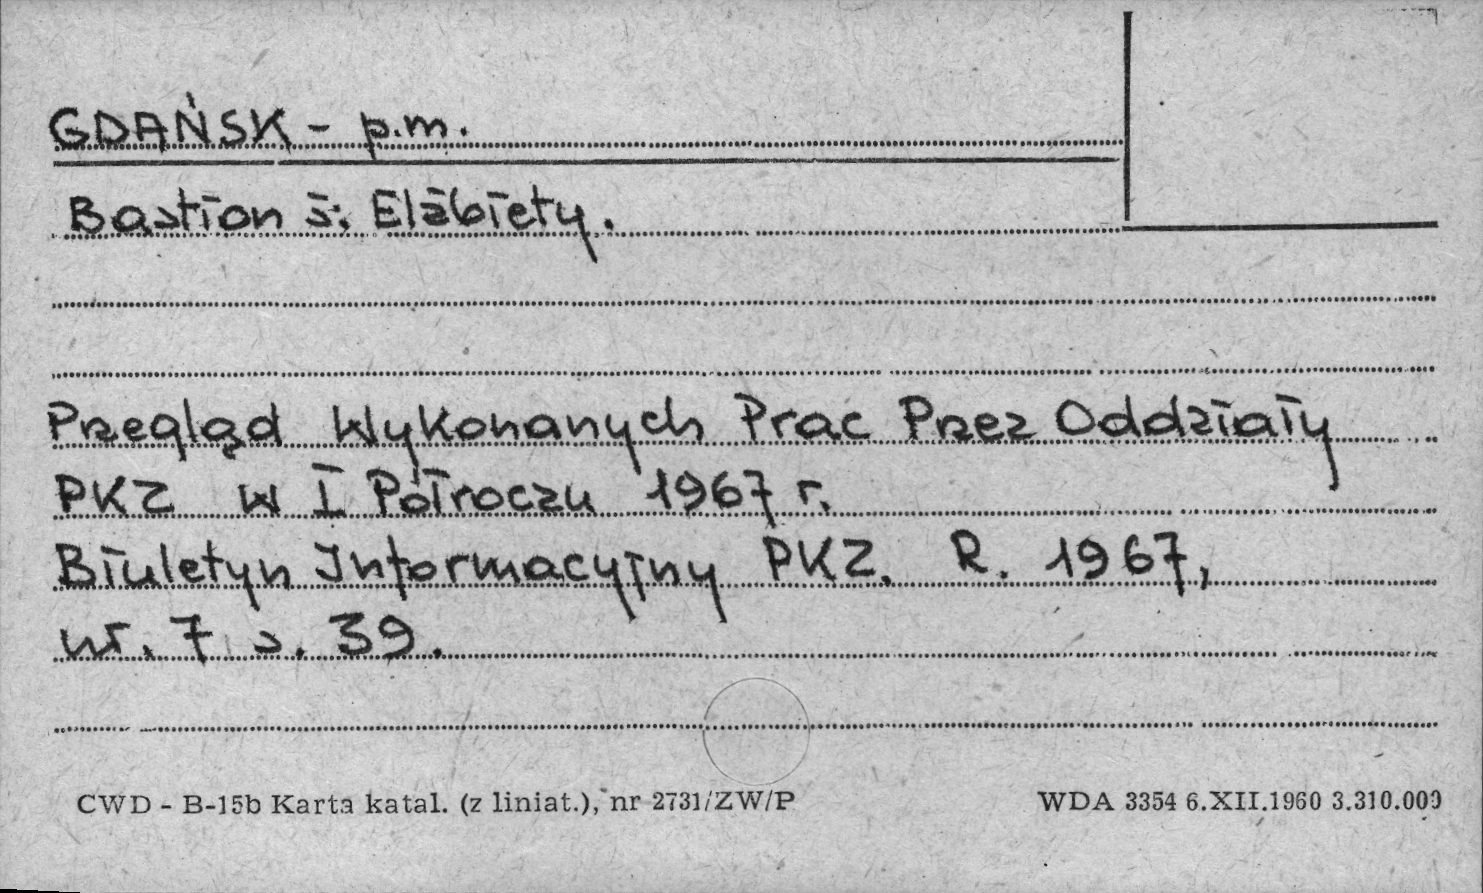 GDAŃSK - p.m.
Bastion ś. Elżbiety.
Przegląd Wykonanych Prac Przez Oddziały
PKZ w I Półroczu 1967 r.
Biuletyn Informacyjny PKZ. R. 1967,
nr. 7 s. 39.
CWD - B-15b Karta katal. (z liniat.), nr 2731/ZW/P
WDA 3354 6.XII.1960 3.310.000